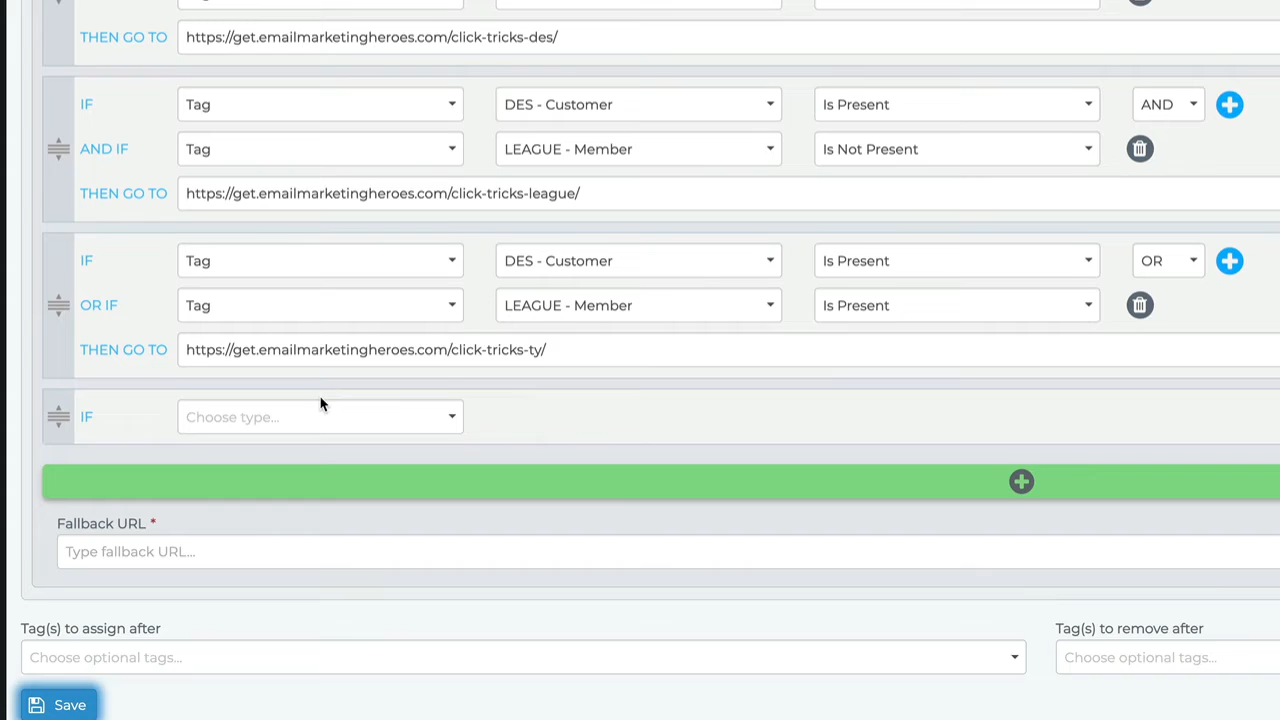 THEN GO TO https://get.emailmarketingheroes.com/click-tricks-des/
IF Tag DES - Customer Is Present AND
AND IF Tag LEAGUE - Member Is Not Present
THEN GO TO https://get.emailmarketingheroes.com/click-tricks-league/
IF Tag DES - Customer Is Present OR
OR IF Tag LEAGUE - Member Is Present
THEN GO TO https://get.emailmarketingheroes.com/click-tricks-ty/
IF Choose type...
Fallback URL *
Type fallback URL...
Tag(s) to assign after Tag(s) to remove after
Choose optional tags... Choose optional tags...
Save